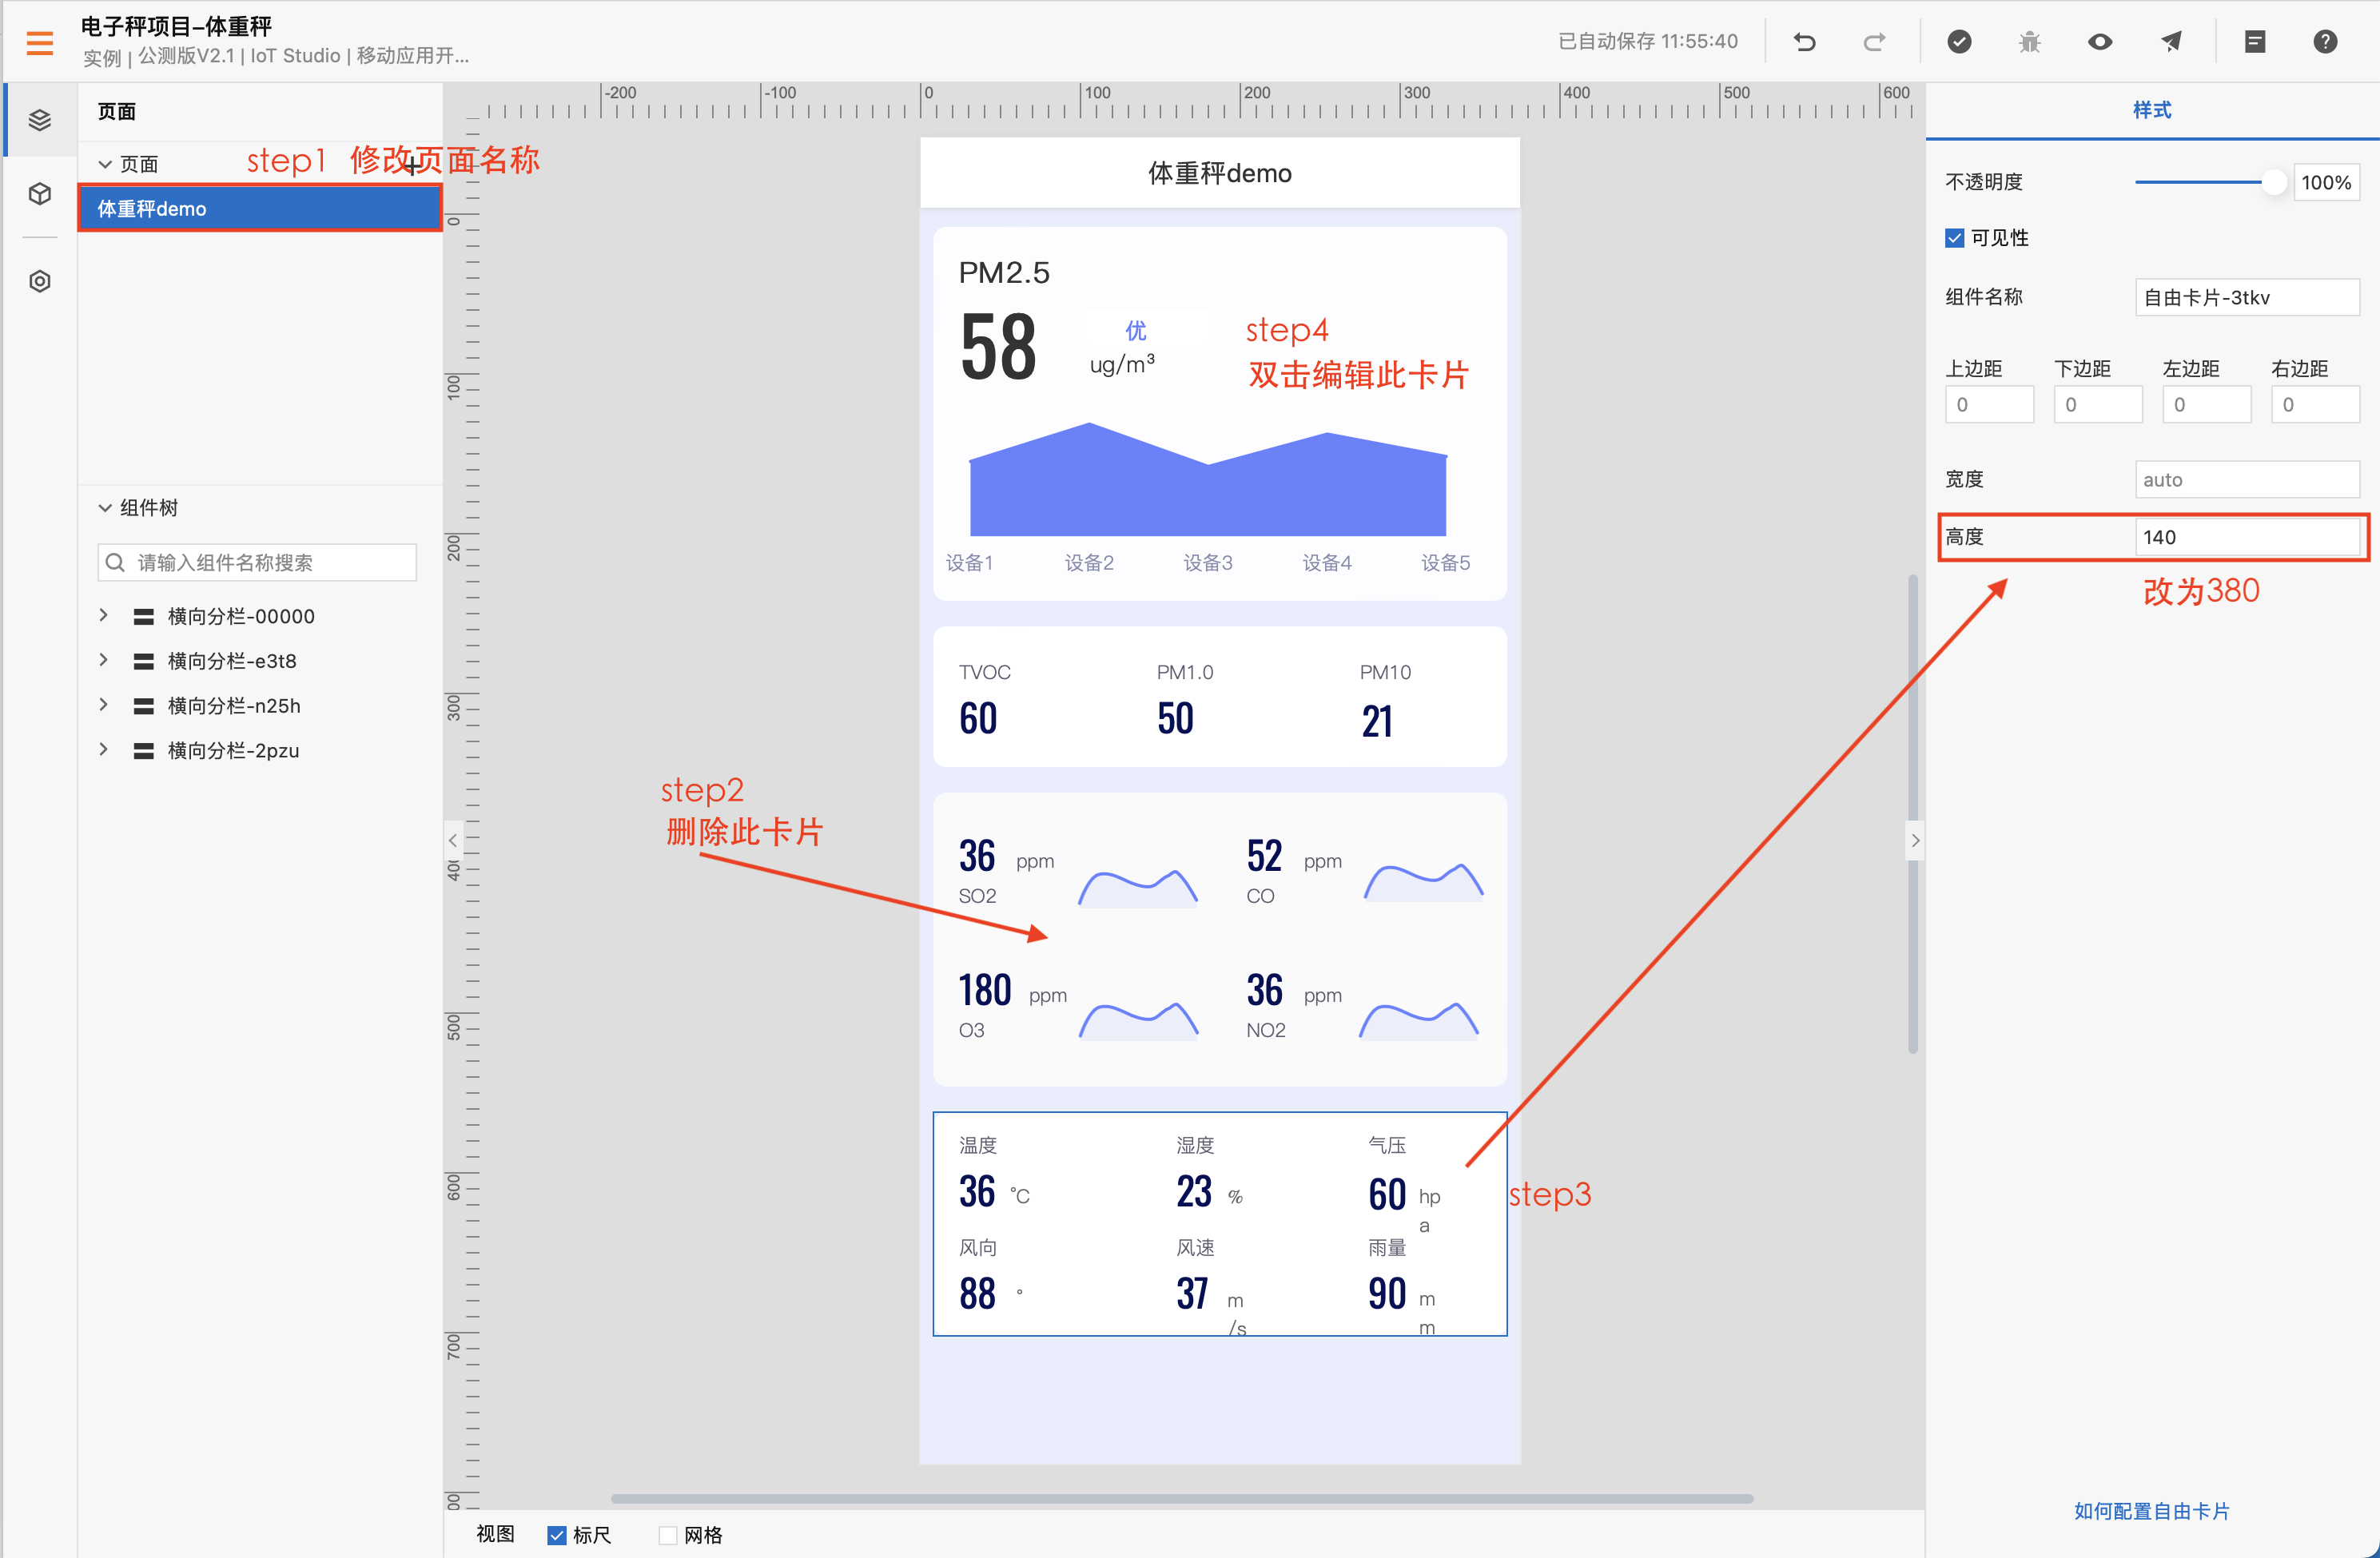 电子秤项目-体重秤
实例 | 公测版V2.1 | IoT Studio | 移动应用开...
已自动保存 11:55:40
页面
页面
step1 修改页面名称
体重秤demo
组件树
请输入组件名称搜索
横向分栏-00000
横向分栏-e3t8
横向分栏-n25h
横向分栏-2pzu
-200 -100 0 100 200 300 400 500 600
0
100
200
300
400
500
600
700
00
体重秤demo
PM2.5
58 优
ug/m³
step4
双击编辑此卡片
设备1 设备2 设备3 设备4 设备5
TVOC PM1.0 PM10
60 50 21
step2
删除此卡片
36 ppm 52 ppm
SO2 CO
180 ppm 36 ppm
O3 NO2
温度 湿度 气压
36 °C 23 % 60 hp
a
step3
风向 风速 雨量
88 ° 37 m 90 m
/s m
视图 标尺 网格
样式
不透明度 100%
可见性
组件名称 自由卡片-3tkv
上边距 下边距 左边距 右边距
0 0 0 0
宽度 auto
高度 140
改为380
如何配置自由卡片